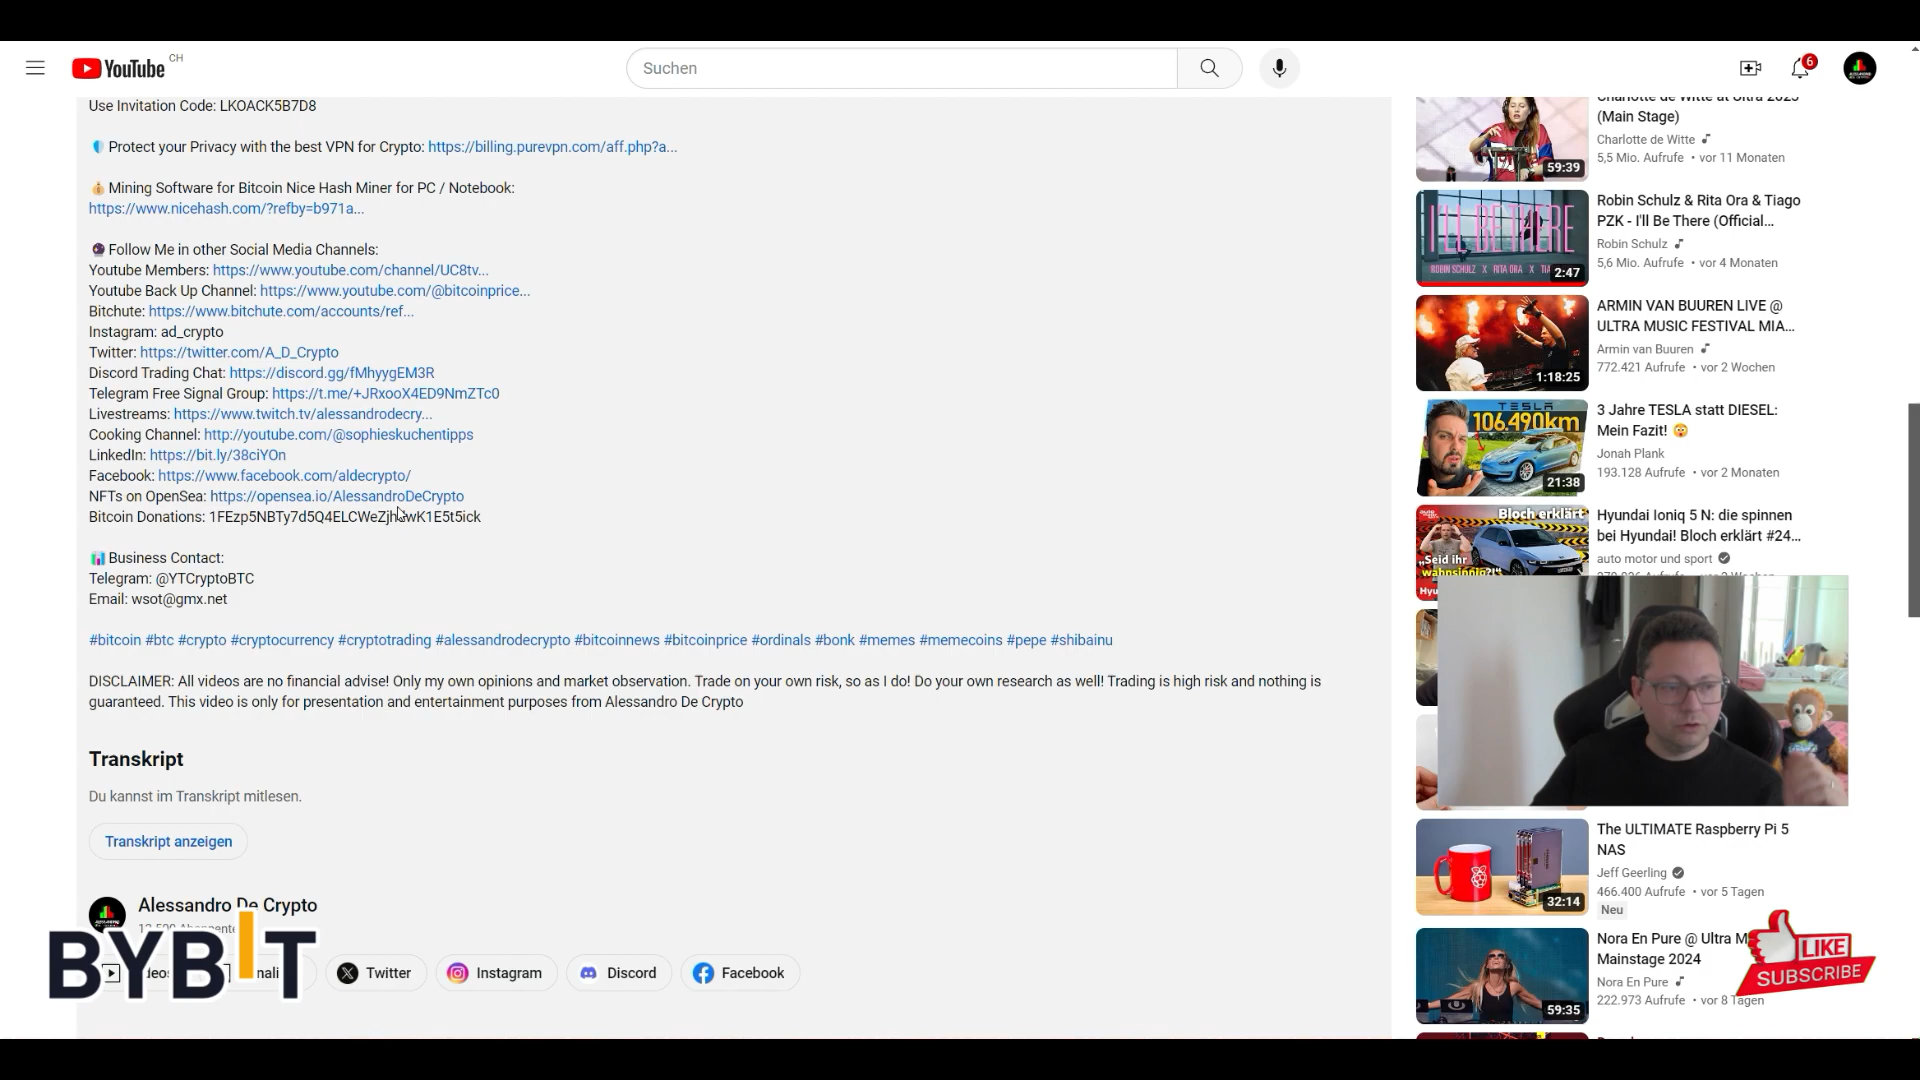 YouTube CH
Suchen
6
Use Invitation Code: LKOACK5B7D8
Protect your Privacy with the best VPN for Crypto: https://billing.purevpn.com/aff.php?a...
Mining Software for Bitcoin Nice Hash Miner for PC / Notebook:
https://www.nicehash.com/?refby=b971a...
Follow Me in other Social Media Channels:
Youtube Members: https://www.youtube.com/channel/UC8tv...
Youtube Back Up Channel: https://www.youtube.com/@bitcoinprice...
Bitchute: https://www.bitchute.com/accounts/ref...
Instagram: ad_crypto
Twitter: https://twitter.com/A_D_Crypto
Discord Trading Chat: https://discord.gg/fMhyygEM3R
Telegram Free Signal Group: https://t.me/+JRxooX4ED9NmZTc0
Livestreams: https://www.twitch.tv/alessandrodecry...
Cooking Channel: http://youtube.com/@sophieskuchentipps
LinkedIn: https://bit.ly/38ciYOn
Facebook: https://www.facebook.com/aldecrypto/
NFTs on OpenSea: https://opensea.io/AlessandroDeCrypto
Bitcoin Donations:
Business Contact:
Telegram: @YTCryptoBTC
Email: wsot@gmx.net
#bitcoin #btc #crypto #cryptocurrency #cryptotrading #alessandrodecrypto #bitcoinnews #bitcoinprice #ordinals #bonk #memes #memecoins #pepe #shibainu
DISCLAIMER: All videos are no financial advise! Only my own opinions and market observation. Trade on your own risk, so as I do! Do your own research as well! Trading is high risk and nothing is
guaranteed. This video is only for presentation and entertainment purposes from Alessandro De Crypto
Transkript
Du kannst im Transkript mitlesen.
Transkript anzeigen
Alessandro De Crypto
BYBIT
Twitter
Instagram
Discord
Facebook
Charlotte de Witte at Ultra 2023
(Main Stage)
Charlotte de Witte
5,5 Mio. Aufrufe • vor 11 Monaten
59:39
I'LL BE THERE
ROBIN SCHULZ X RITA ORA X
2:47
Robin Schulz & Rita Ora & Tiago
PZK - I'll Be There (Official...
Robin Schulz
5,6 Mio. Aufrufe • vor 4 Monaten
1:18:25
ARMIN VAN BUUREN LIVE @
ULTRA MUSIC FESTIVAL MIA...
Armin van Buuren
772.421 Aufrufe • vor 2 Wochen
TESLA
106.490km
21:38
3 Jahre TESLA statt DIESEL:
Mein Fazit!
Jonah Plank
193.128 Aufrufe • vor 2 Monaten
Bloch erklärt
„Seid ihr
wahnsinnig?!“
Hyundai Ioniq 5 N: die spinnen
bei Hyundai! Bloch erklärt #24...
auto motor und sport
32:14
The ULTIMATE Raspberry Pi 5
NAS
Jeff Geerling
466.400 Aufrufe • vor 5 Tagen
Neu
59:35
Nora En Pure @ Ultra
Mainstage 2024
Nora En Pure
222.973 Aufrufe • vor 8 Tagen
LIKE
SUBSCRIBE